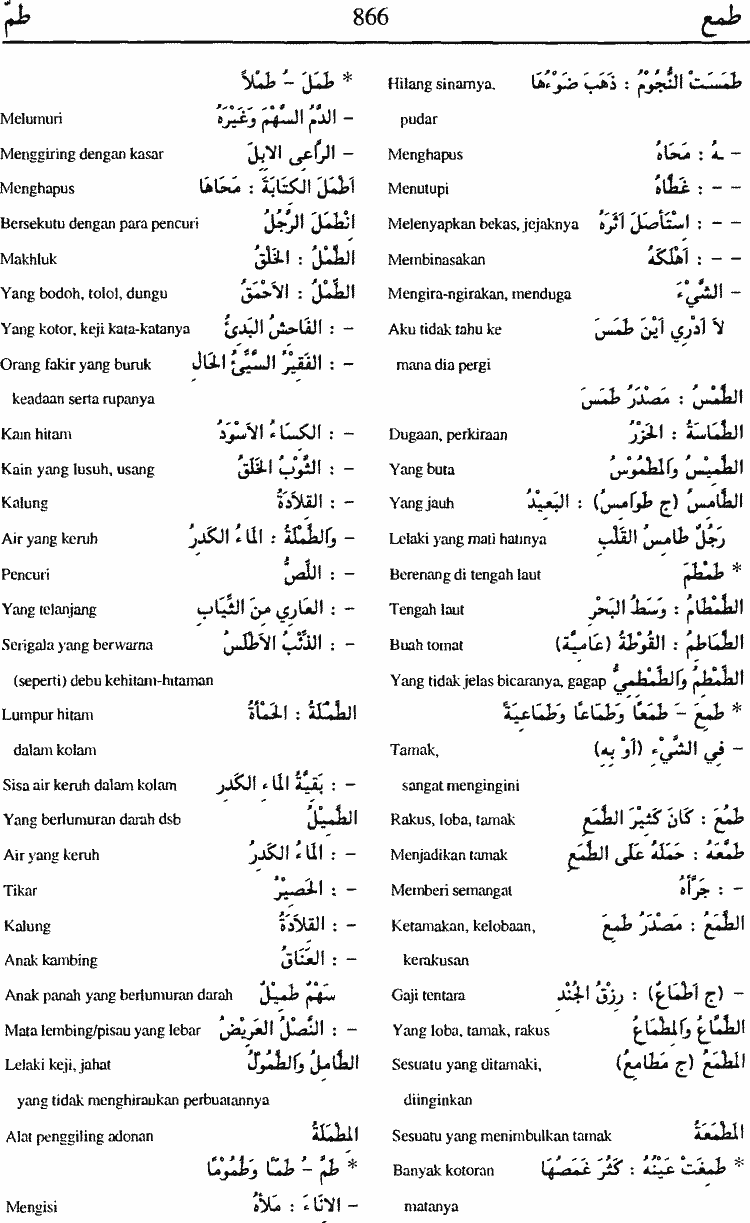 طمع 866 طمّ
طَمَسَتْ النُّجُوْمُ : ذَهَبَ ضَوْءُهَا Hilang sinarnya.
pudar
– ـهُ : مَحَاهُ Menghapus
– – : غَطَّاهُ Menutupi
– – : اسْتَأْصَلَ اَثَرَهُ Melenyapkan bekas, jejaknya
– – : اَهْلَكَهُ Membinasakan
– الشَّيْءَ Mengira-ngirakan, menduga
لاَ اَدْرِي اَيْنَ طَمَسَ Aku tidak tahu ke
mana dia pergi
الطَّمْسُ : مَصْدَرُ طَمَسَ
الطَّمَاسَةُ : الحَزْرُ Dugaan, perkiraan
الطَّمِيْسُ وَالمَطْمُوْسُ Yang buta
الطَّامِسُ (ج طَوَامِسُ) : البَعِيْدُ Yang jauh
رَجُلٌ طَامِسُ القَلْبِ Lelaki yang mati hatinya
* طَمْطَمَ Berenang di tengah laut
الطَّمْطَامُ : وَسَطُ البَحْرِ Tengah laut
الطَّمَاطِمُ : القُوْطَةُ (عَامِيَّة) Buah tomat
الطِّمْطِمُ وَالطِّمْطِمِيُّ Yang tidak jelas bicaranya, gagap
* طَمِعَ – طَمَعًا وَطَمَاعًا وَطَمَاعِيَةً
– فِي الشَّيْءِ (اَوْ بِهِ) Tamak,
sangat mengingini
طَمُعَ : كَانَ كَثِيْرَ الطَّمَعِ Rakus, loba, tamak
طَمَّعَهُ : حَمَلَهُ عَلَى الطَّمَعِ Menjadikan tamak
– : جَرَّأَهُ Memberi semangat
الطَّمَعُ : مَصْدَرُ طَمِعَ Ketamakan, kelobaan,
kerakusan
– (ج اَطْمَاعٌ) : رِزْقُ الجُنْدِ Gaji tentara
الطَّمَّاعُ وَالمِطْمَاعُ Yang loba, tamak, rakus
المَطْمَعُ (ج مَطَامِعُ) Sesuatu yang ditamaki,
diinginkan
المَطْمَعَةُ Sesuatu yang menimbulkan tamak
* طَمِغَتْ عَيْنُهُ : كَثُرَ غَمَصُهَا Banyak kotoran
matanya
* طَمَلَ – ُ طَمْلاً
– الدَّمُ السَّهْمَ وَغَيْرَهُ Melumuri
– الرَّاعِى الابِلَ Menggiring dengan kasar
اَطْمَلَ الكِتَابَةَ : مَحَاهَا Menghapus
انْطَمَلَ الرَّجُلُ Bersekutu dengan para pencuri
الطَّمْلُ : الخَلْقُ Makhluk
الطِّمْلُ : الاَحْمَقُ Yang bodoh, tolol, dungu
– : الفَاحِشُ البَذِئُ Yang kotor, keji kata-katanya
– : الفَقِيْرُ السَّيِّئُ الحَالِ Orang fakir yang buruk
keadaan serta rupanya
– : الكِسَاءُ الاَسْوَدُ Kain hitam
– : الثَّوْبُ الخَلَقُ Kain yang lusuh, usang
– : القِلاَدَةُ Kalung
– وَالطَّمْلَةُ : المَاءُ الكَدِرُ Air yang keruh
– : اللِّصُّ Pencuri
– : العَارِي مِنَ الثِّيَابِ Yang telanjang
– : الذِّئْبُ الاَطْلَسُ Serigala yang berwarna
(seperti) debu kehitam-hitaman
الطَّمْلَةُ : الحَمْأَةُ Lumpur hitam
dalam kolam
– : بَقِيَّةُ المَاءِ الكَدِرِ Sisa air keruh dalam kolam
الطَّمِيْلُ Yang berlumuran darah dsb
– : المَاءُ الكَدِرُ Air yang keruh
– : الحَصِيْرُ Tikar
– : القِلاَدَةُ Kalung
– : العَنَاقُ Anak kambing
سَهْمٌ طَمِيْلٌ Anak panah yang berlumuran darah
– : النَّصْلُ العَرِيْضُ Mata lembing/pisau yang lebar
الطَّامِلُ وَالطَّمُوْلُ Lelaki keji, jahat
yang tidak menghiraukan perbuatannya
المِطْمَلَةُ Alat penggiling adonan
* طَمَّ – ُ طَمًّا وَطُمُوْمًا
– الاِنَاءَ : مَلأَهُ Mengisi